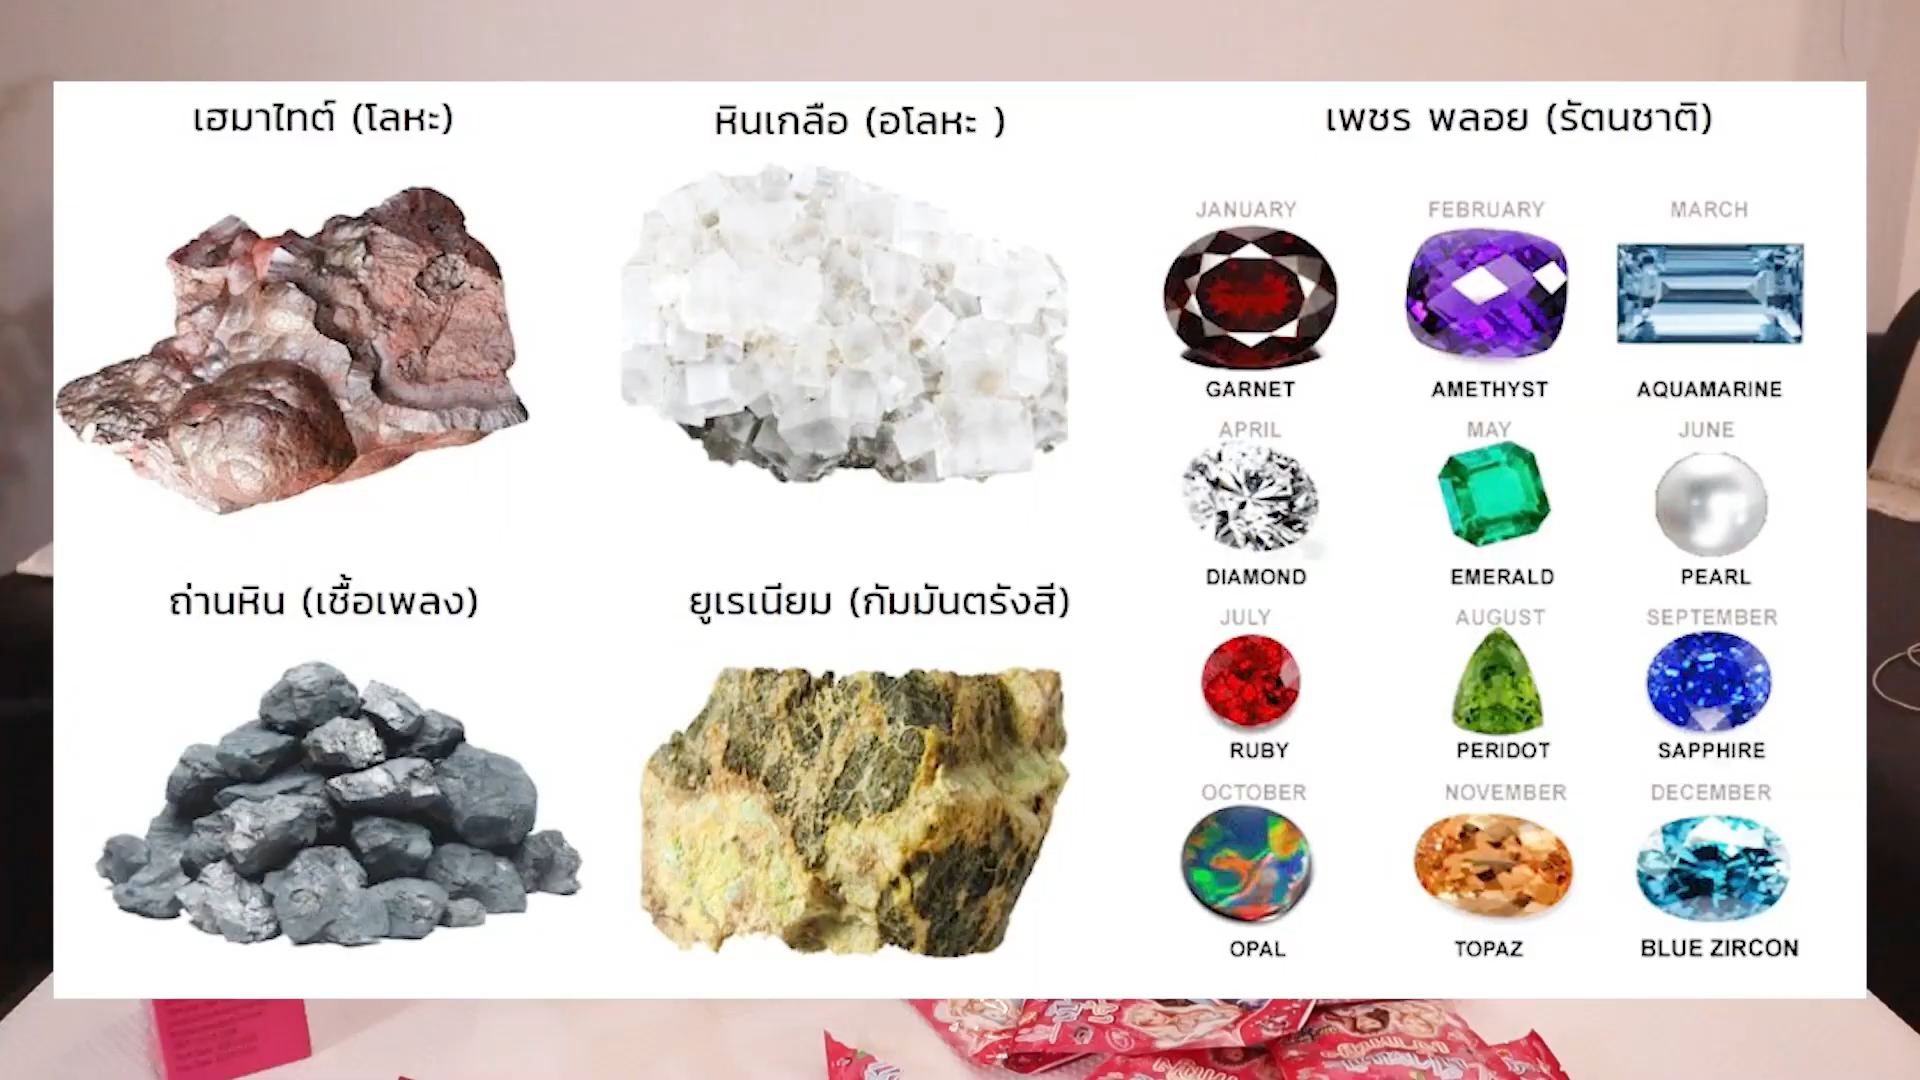 เฮมาไทต์ (โลหะ)
หินเกลือ (อโลหะ )
เพชร พลอย (รัตนชาติ)
JANUARY
FEBRUARY
MARCH
GARNET
AMETHYST
AQUAMARINE
APRIL
MAY
JUNE
DIAMOND
EMERALD
PEARL
JULY
AUGUST
SEPTEMBER
RUBY
PERIDOT
SAPPHIRE
OCTOBER
NOVEMBER
DECEMBER
OPAL
TOPAZ
BLUE ZIRCON
ถ่านหิน (เชื้อเพลง)
ยูเรเนียม (กัมมันตรังสี)